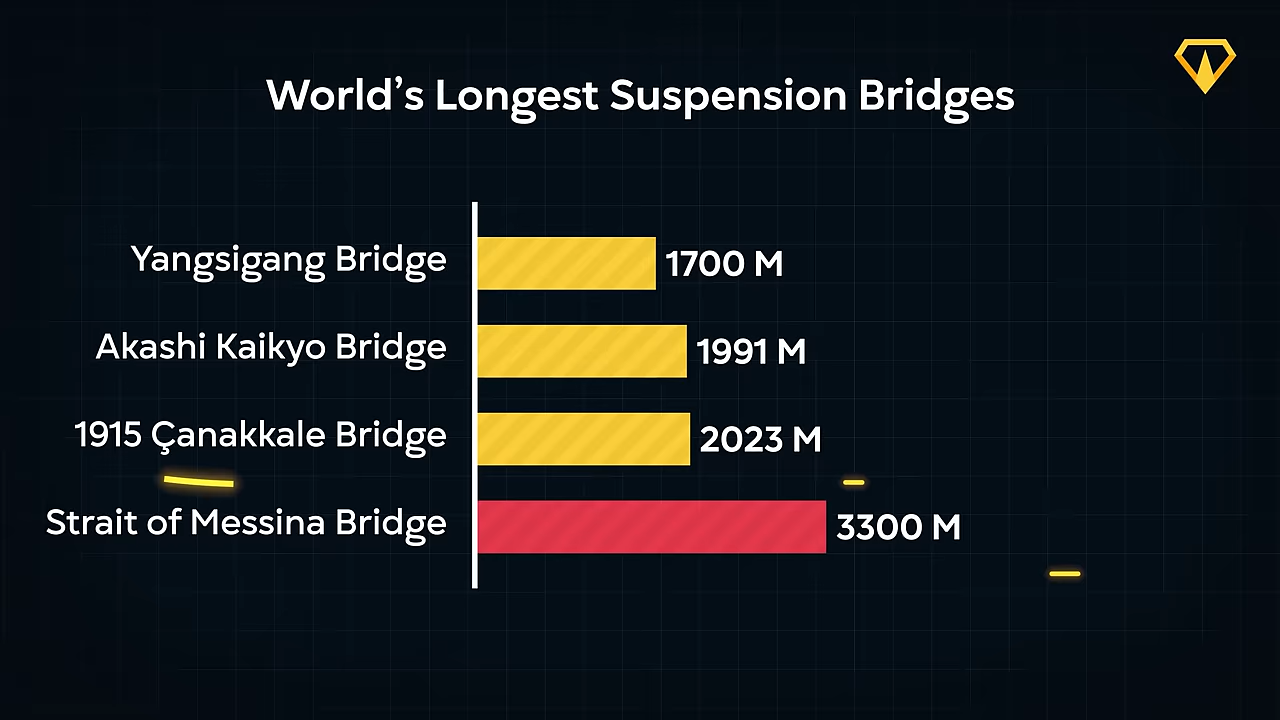 World’s Longest Suspension Bridges
Yangsigang Bridge 1700 M
Akashi Kaikyo Bridge 1991 M
1915 Çanakkale Bridge 2023 M
Strait of Messina Bridge 3300 M